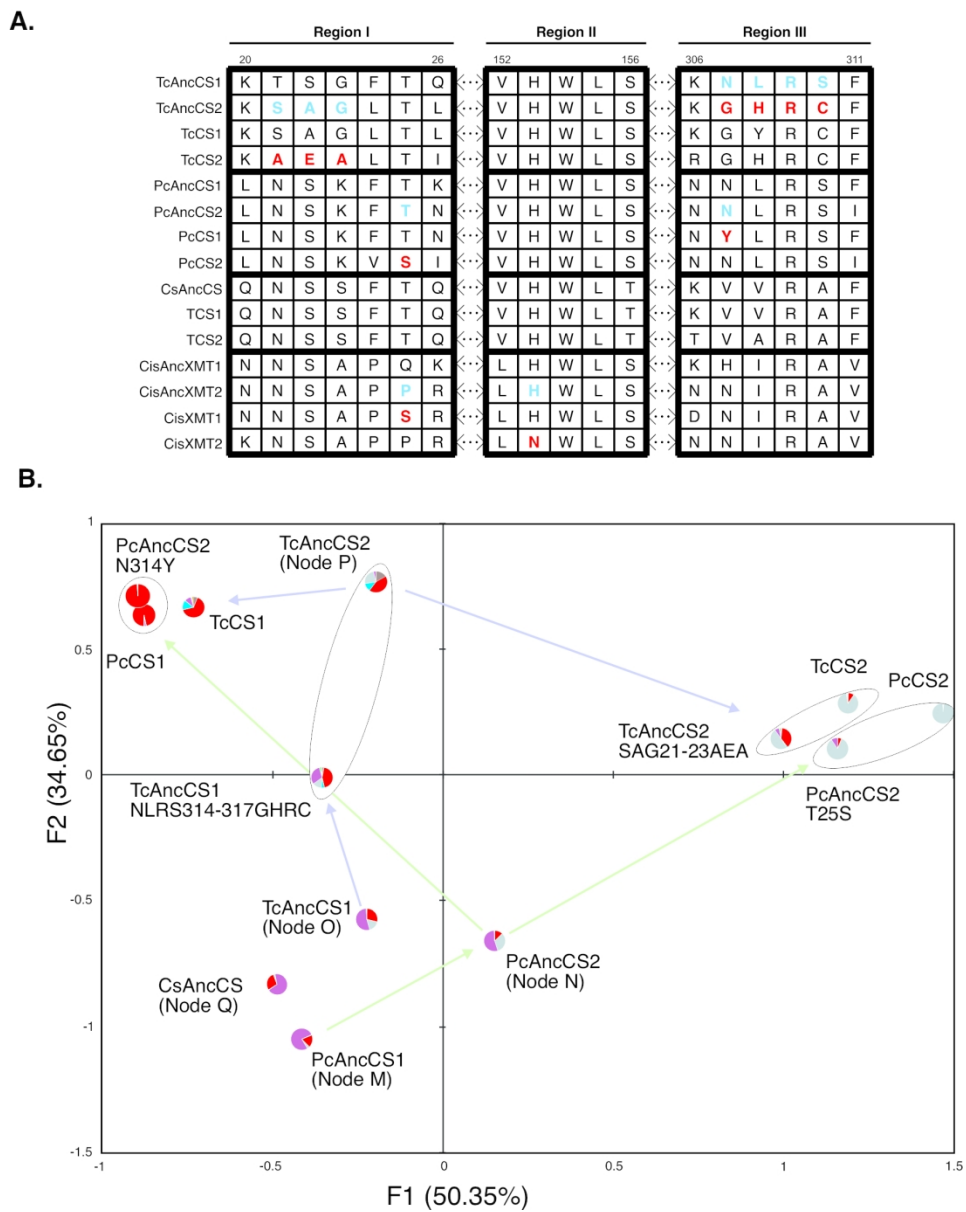 A.
Region I Region II Region III
20 26 152 156 306 311
TcAncCS1 K T S G F T Q V H W L S K N L R S F
TcAncCS2 K S A G L T L V H W L S K G H R C F
TcCS1 K S A G L T L V H W L S K G Y R C F
TcCS2 K A E A L T I V H W L S R G H R C F
PcAncCS1 L N S K F T K V H W L S N N L R S F
PcAncCS2 L N S K F T N V H W L S N N L R S I
PcCS1 L N S K F T N V H W L S N Y L R S F
PcCS2 L N S K V S I V H W L S N N L R S I
CsAncCS Q N S S F T Q V H W L T K V V R A F
TCS1 Q N S S F T Q V H W L T K V V R A F
TCS2 Q N S S F T Q V H W L T T V A R A F
CisAncXMT1 N N S A P Q K L H W L S K H I R A V
CisAncXMT2 N N S A P P R L H W L S N N I R A V
CisXMT1 N N S A P S R L H W L S D N I R A V
CisXMT2 K N S A P P R L N W L S N N I R A V
B.
1
PcAncCS2
N314Y
TcAncCS2
(Node P)
TcCS1
PcCS1
0.5
TcCS2
PcCS2
TcAncCS2
SAG21-23AEA
0
TcAncCS1
NLRS314-317GHRC
PcAncCS2
T25S
-0.5
TcAncCS1
(Node O)
PcAncCS2
(Node N)
CsAncCS
(Node Q)
-1
PcAncCS1
(Node M)
-1.5
-1 -0.5 0 0.5 1 1.5
F1 (50.35%)
F2 (34.65%)